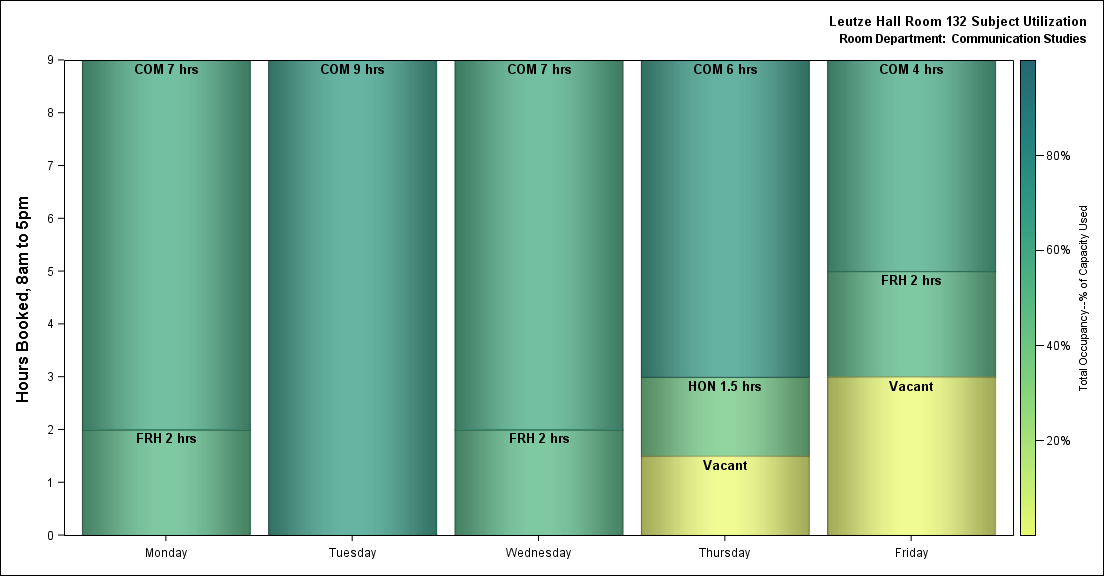 Leutze Hall Room 132 Subject Utilization
Room Department: Communication Studies
Hours Booked, 8am to 5pm
9
8
7
6
5
4
3
2
1
0
COM 7 hrs
FRH 2 hrs
COM 9 hrs
COM 7 hrs
FRH 2 hrs
COM 6 hrs
HON 1.5 hrs
Vacant
COM 4 hrs
FRH 2 hrs
Vacant
Monday
Tuesday
Wednesday
Thursday
Friday
80%
60%
40%
20%
Total Occupancy--% of Capacity Used